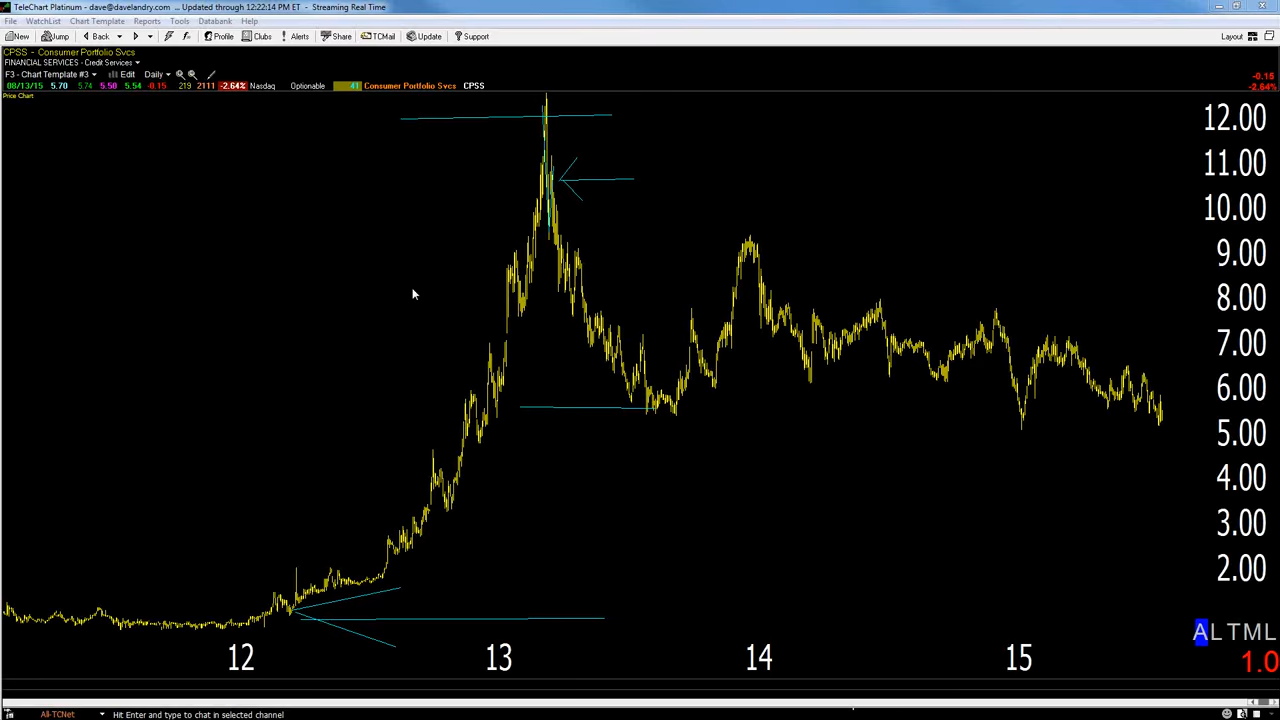 TeleChart Platinum - dave@davelandry.com ... Updated through 12:22:14 PM ET - Streaming Real Time
File WatchList Chart Template Reports Tools Databank Help
New Jump Back Profile Clubs Alerts Share TCMail Update Support Layout
CPSS - Consumer Portfolio Svcs
FINANCIAL SERVICES - Credit Services
F3 - Chart Template #3 Edit Daily -0.16
08/13/15 5.70 5.74 5.50 5.54 -0.15 219 2111 -2.64% Nasdaq Optionable 41 Consumer Portfolio Svcs CPSS -2.64%
Price Chart
12.00
11.00
10.00
9.00
8.00
7.00
6.00
5.00
4.00
3.00
2.00
ALTML
12 13 14 15 1.0
All-TCNet Hit Enter and type to chat in selected channel